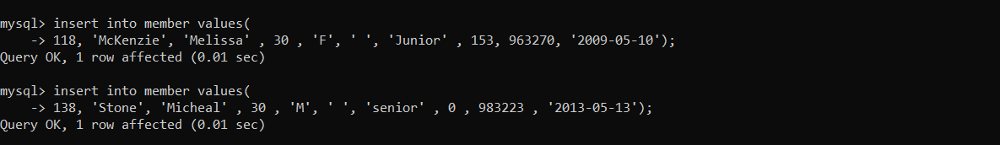 mysql> insert into member values(
    -> 118, 'McKenzie', 'Melissa' , 30 , 'F', ' ', 'Junior' , 153, 963270, '2009-05-10');
Query OK, 1 row affected (0.01 sec)
mysql> insert into member values(
    -> 138, 'Stone', 'Micheal' , 30 , 'M', ' ', 'senior' , 0 , 983223 , '2013-05-13');
Query OK, 1 row affected (0.01 sec)